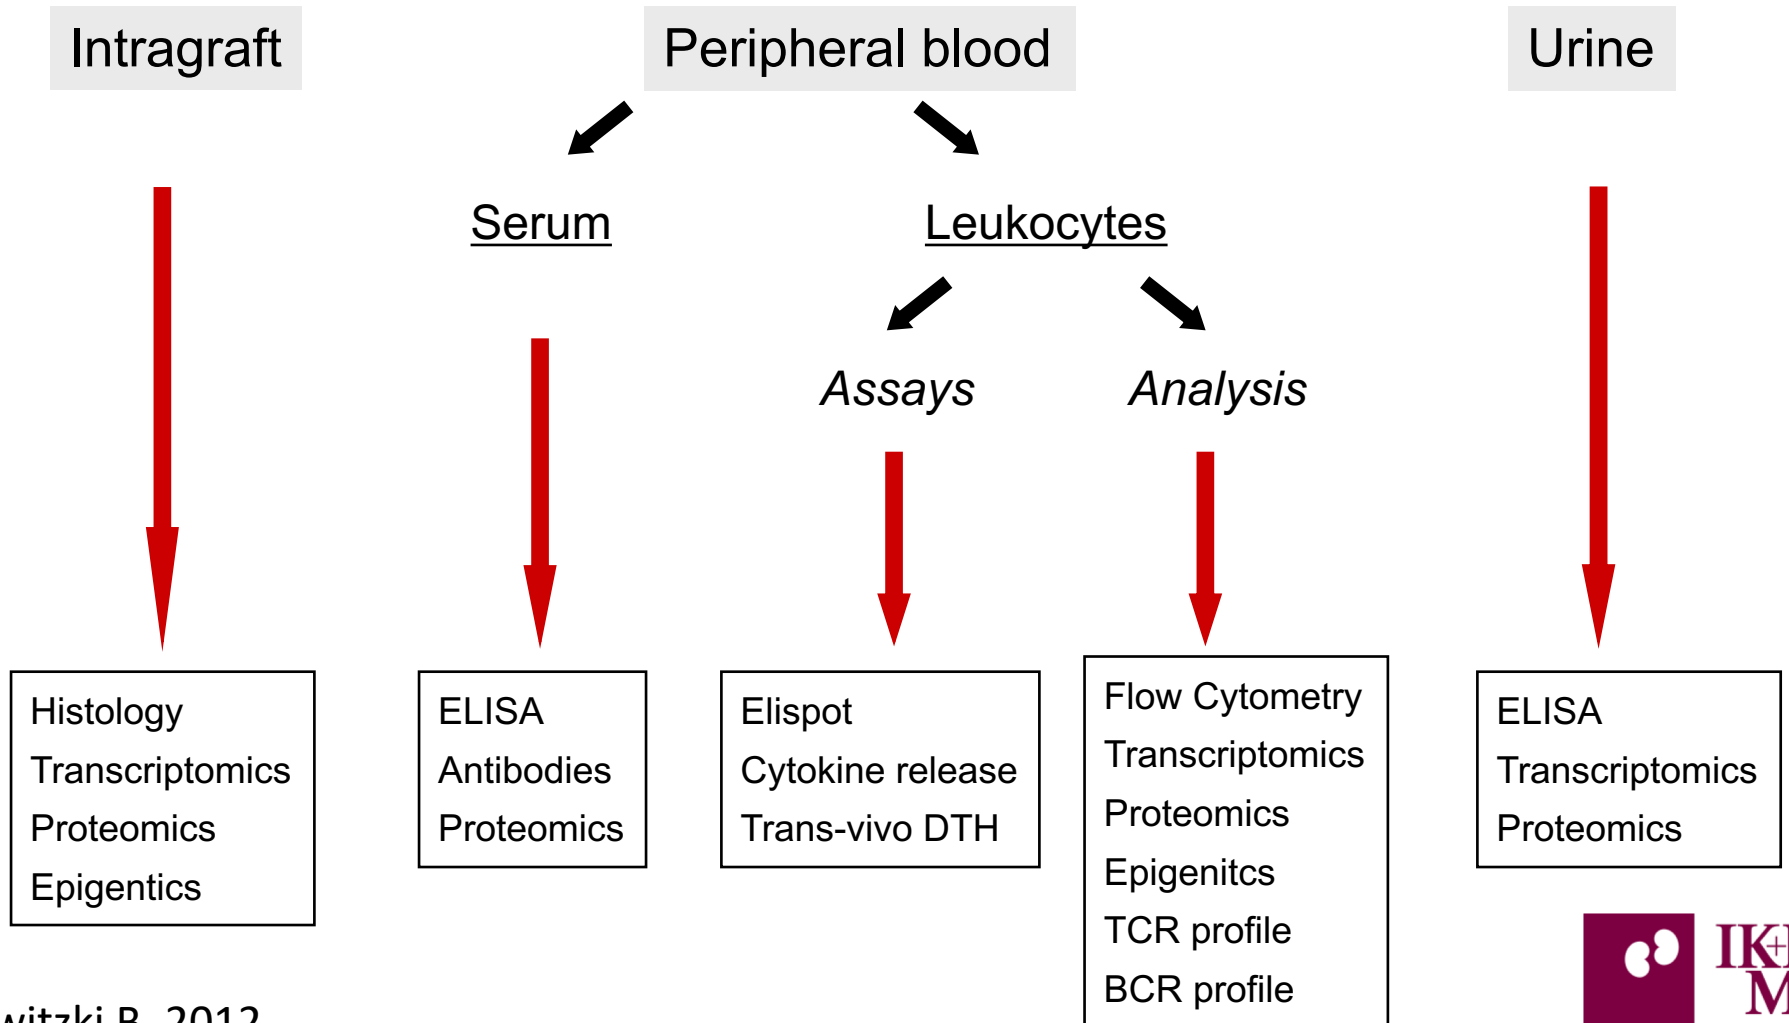 Intragraft
Peripheral blood
Urine
Serum
Leukocytes
Assays
Analysis
Histology
Transcriptomics
Proteomics
Epigentics
ELISA
Antibodies
Proteomics
Elispot
Cytokine release
Trans-vivo DTH
Flow Cytometry
Transcriptomics
Proteomics
Epigenitcs
TCR profile
BCR profile
ELISA
Transcriptomics
Proteomics
B, 2012